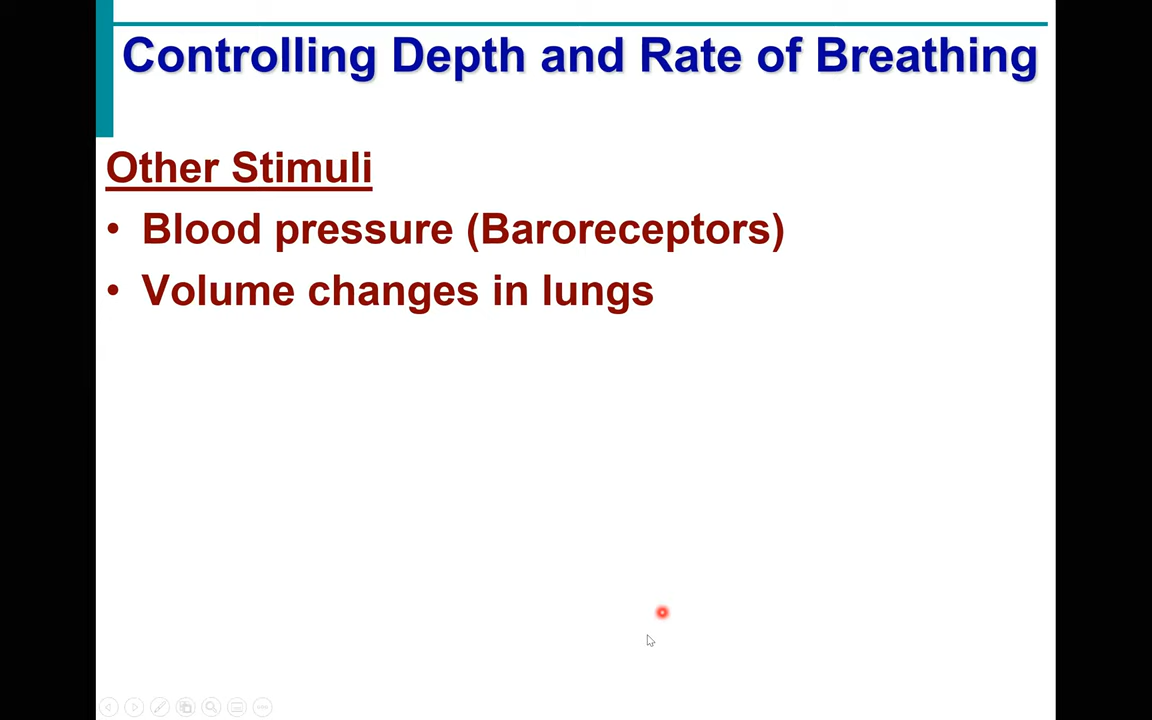 Controlling Depth and Rate of Breathing
Other Stimuli
• Blood pressure (Baroreceptors)
• Volume changes in lungs